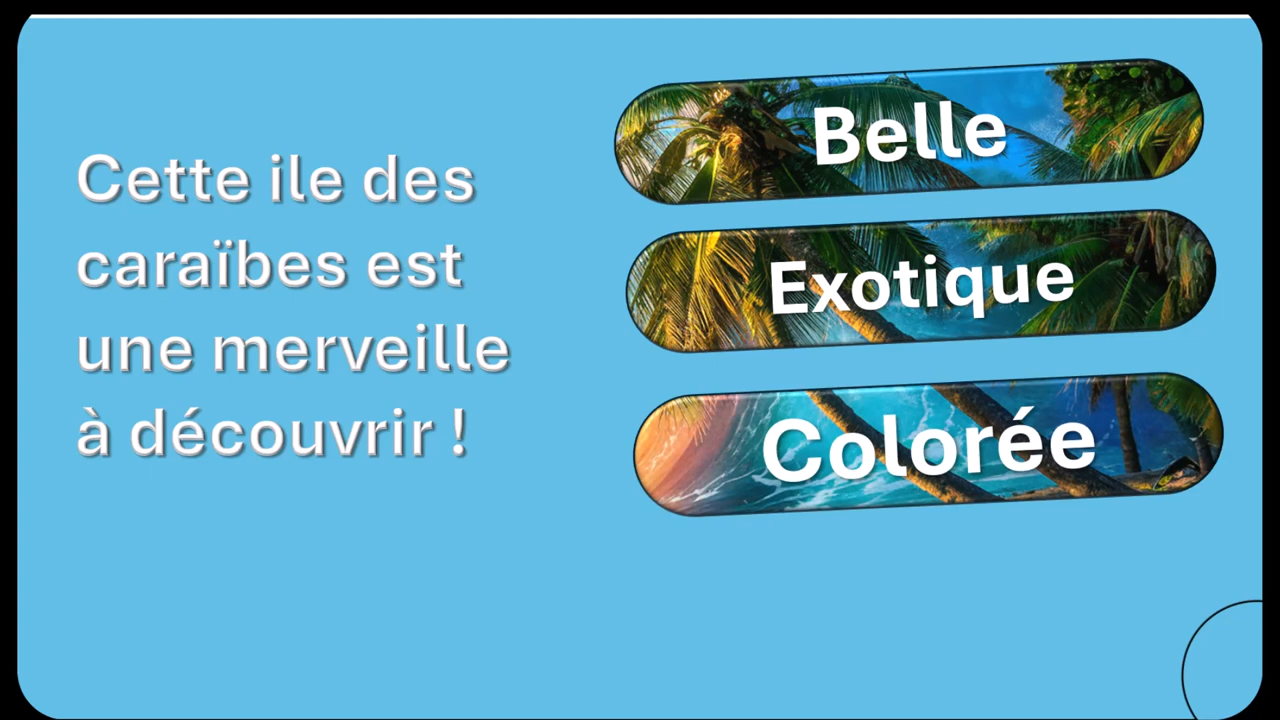 Cette ile des
caraïbes est
une merveille
à découvrir !
Belle
Exotique
Colorée